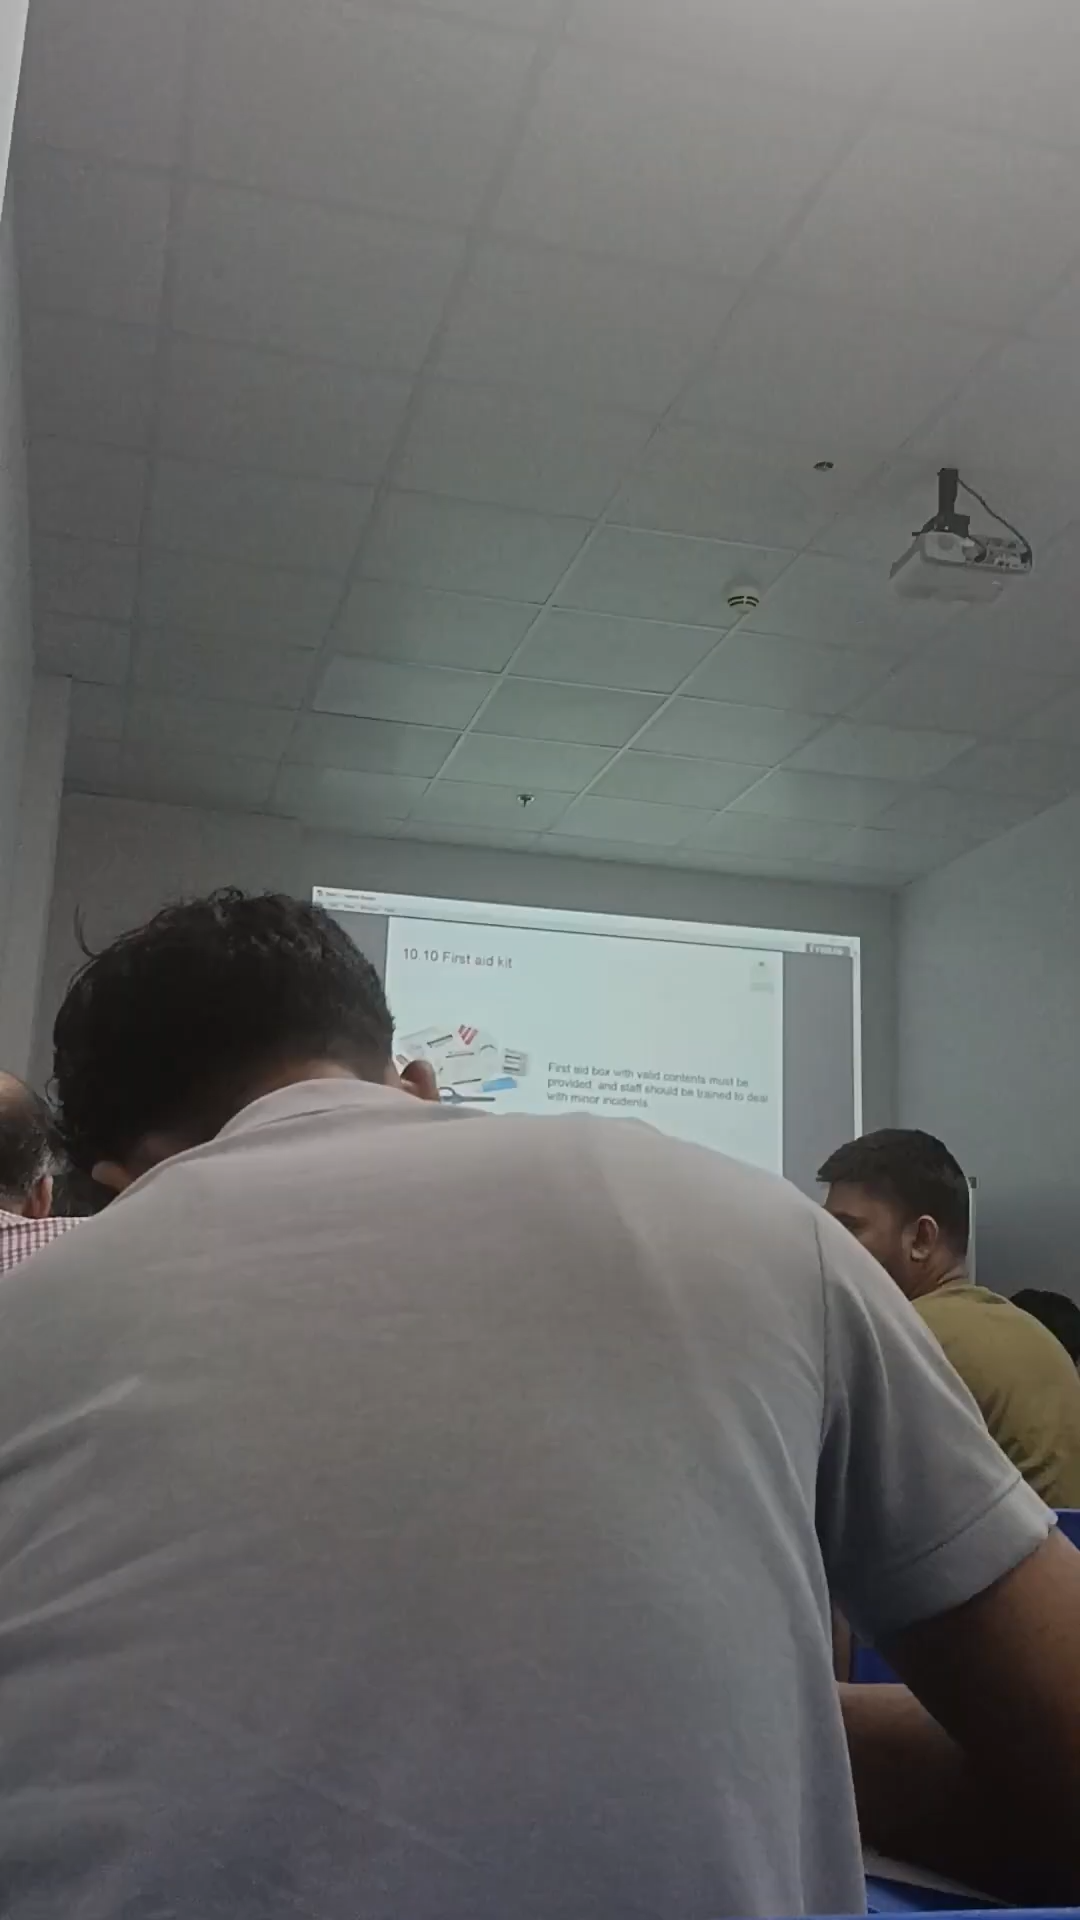 10.10 First aid kit
First aid box with valid contents must be
provided and staff should be trained to deal
with minor incidents.